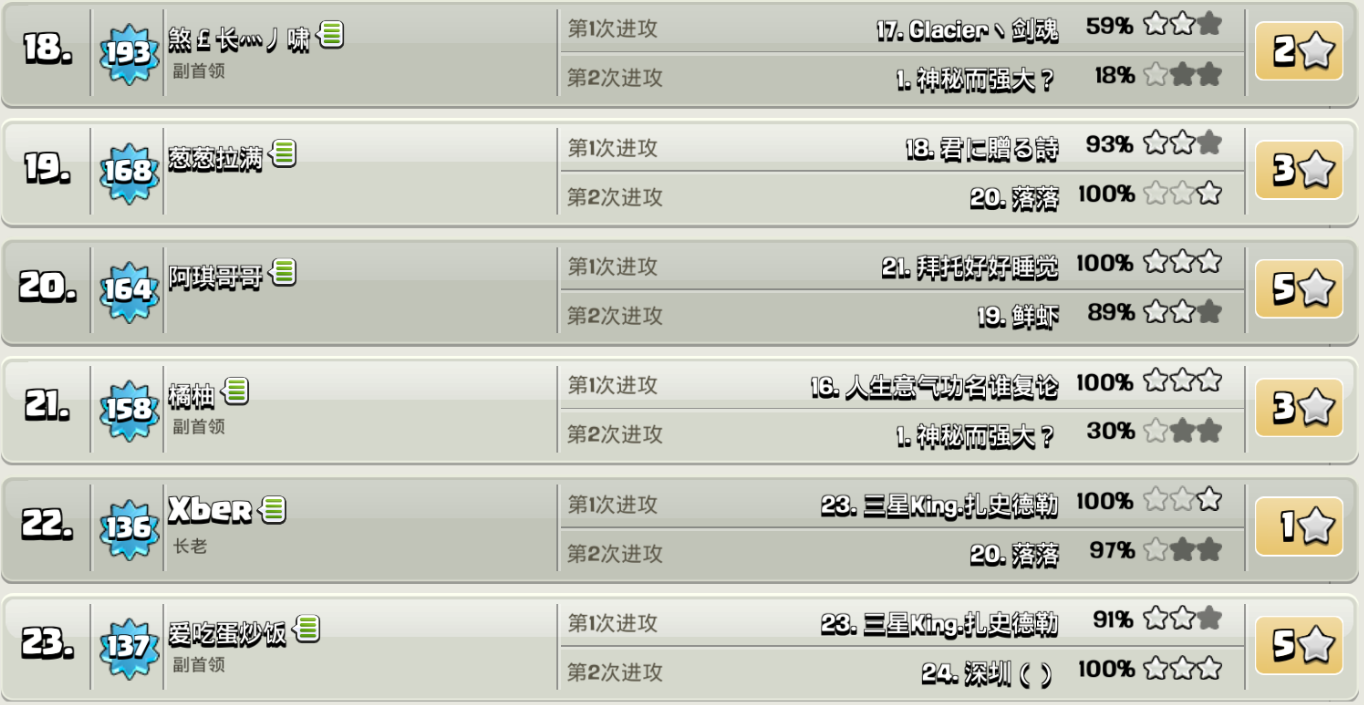 18.
193
煞£长灬丿啸
副首领
第1次进攻
17. Glacier丶剑魂
59%
第2次进攻
1. 神秘而强大？
18%
2
19.
168
葱葱拉满
第1次进攻
18. 君に贈る詩
93%
第2次进攻
20. 落落
100%
3
20.
164
阿琪哥哥
第1次进攻
21. 拜托好好睡觉
100%
第2次进攻
19. 鲜虾
89%
5
21.
158
橘柚
副首领
第1次进攻
16. 人生意气功名谁复论
100%
第2次进攻
1. 神秘而强大？
30%
3
22.
136
Xber
长老
第1次进攻
23. 三星King.扎史德勒
100%
第2次进攻
20. 落落
97%
1
23.
137
爱吃蛋炒饭
副首领
第1次进攻
23. 三星King.扎史德勒
91%
第2次进攻
24. 深圳（ ）
100%
5